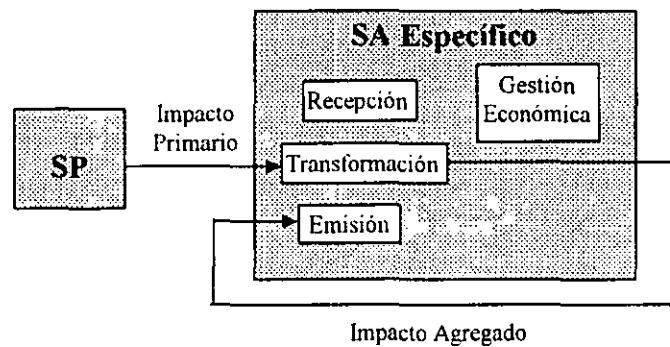 SA Específico
Recepción
Gestión
Económica
Impacto
Primario
SP
Transformación
Emisión
Impacto Agregado